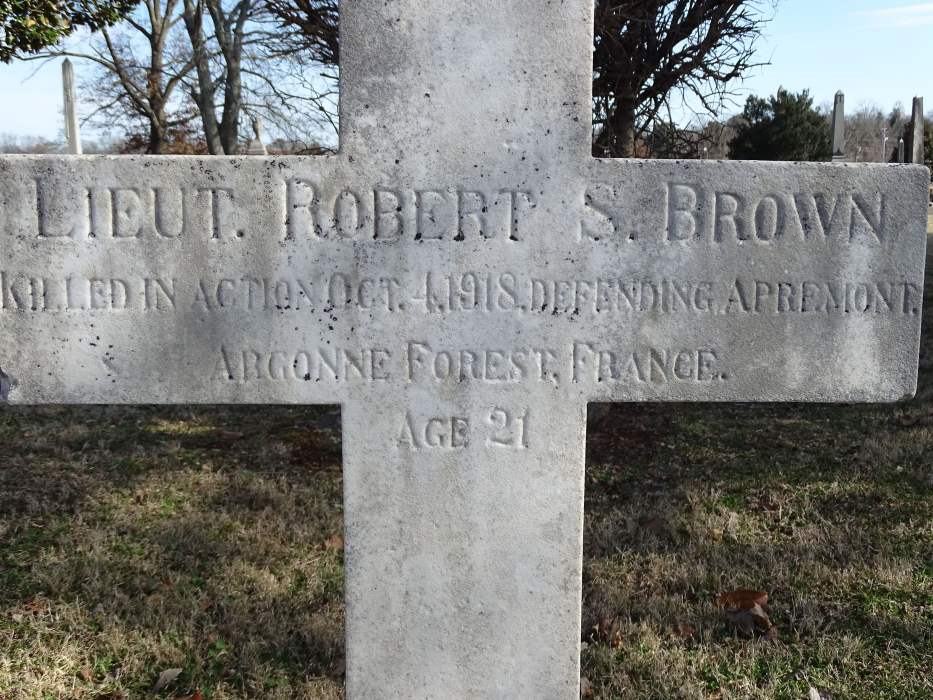 LIEUT. ROBERT S. BROWN
KILLED IN ACTION, OCT. 4, 1918, DEFENDING, APREMONT,
ARGONNE FOREST, FRANCE.
AGE 21